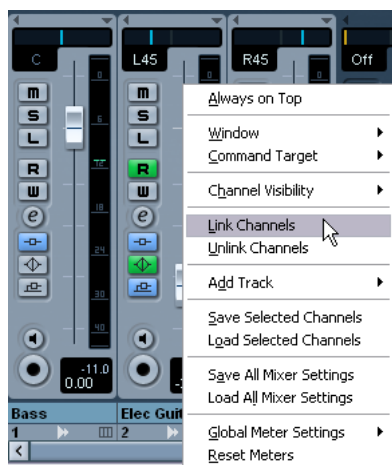 C
L45
R45
Off
0
6
12
18
24
30
40
M
S
L
R
W
e
-11.0
0.00
Bass
1
M
S
L
R
W
e
Elec Guit
2
Always on Top
Window
Command Target
Channel Visibility
Link Channels
Unlink Channels
Add Track
Save Selected Channels
Load Selected Channels
Save All Mixer Settings
Load All Mixer Settings
Global Meter Settings
Reset Meters